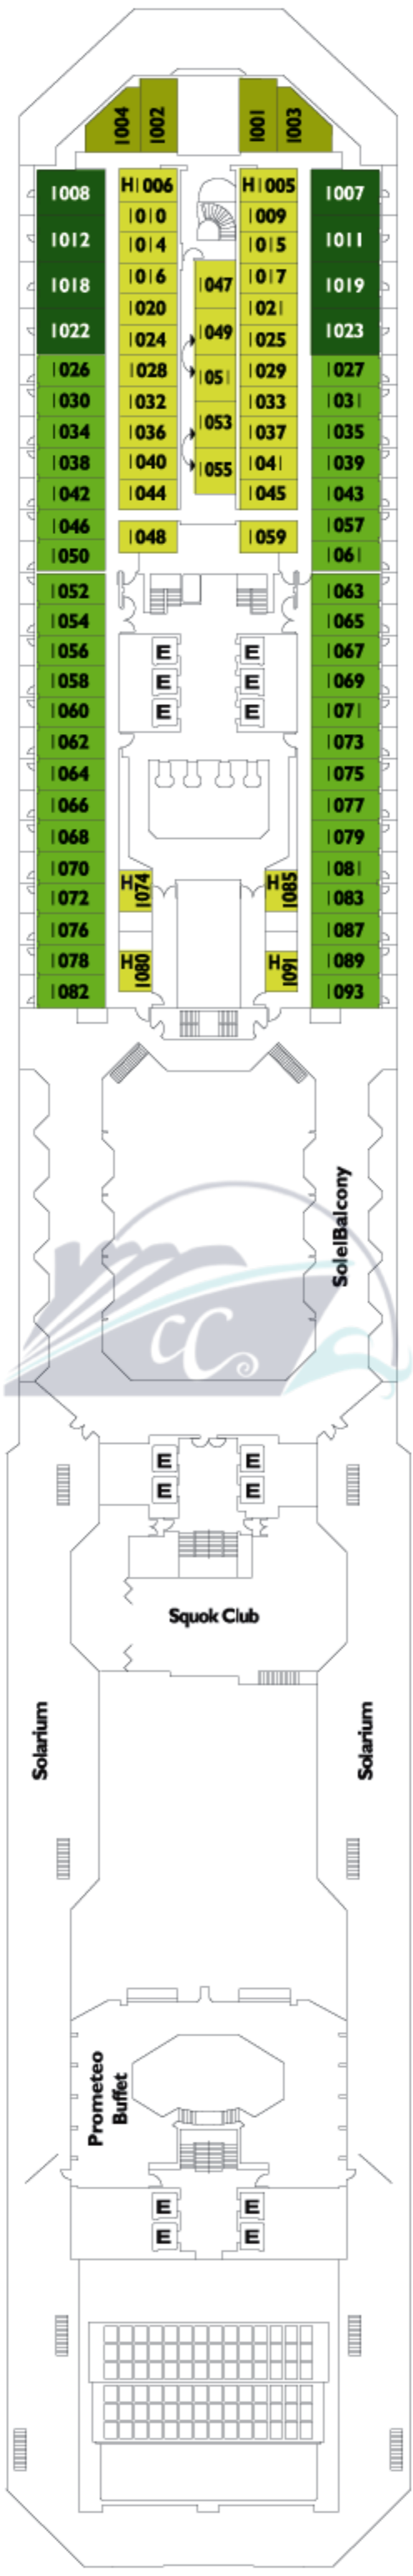 1004 1002 1001 1003
1008 H1006 H1005 1007
1010 1009
1012 1014 1015 1011
1016 1017
1018 1047 1019
1020 1021
1022 1024 1049 1025 1023
1026 1028 1051 1029 1027
1030 1032 1033 1031
1034 1036 1053 1037 1035
1038 1040 1055 1041 1039
1042 1044 1045 1043
1046 1048 1059 1057
1050 1061
1052 1063
1054 1065
1056 E E 1067
1058 E E 1069
1060 E E 1071
1062 1073
1064 1075
1066 1077
1068 1079
1070 H1074 H1085 1081
1072 1083
1076 1087
1078 H1080 H1091 1089
1082 1093
SolelBalcony
CC
E E
E E
Squok Club
Solarium Solarium
Prometeo
Buffet
E E
E E